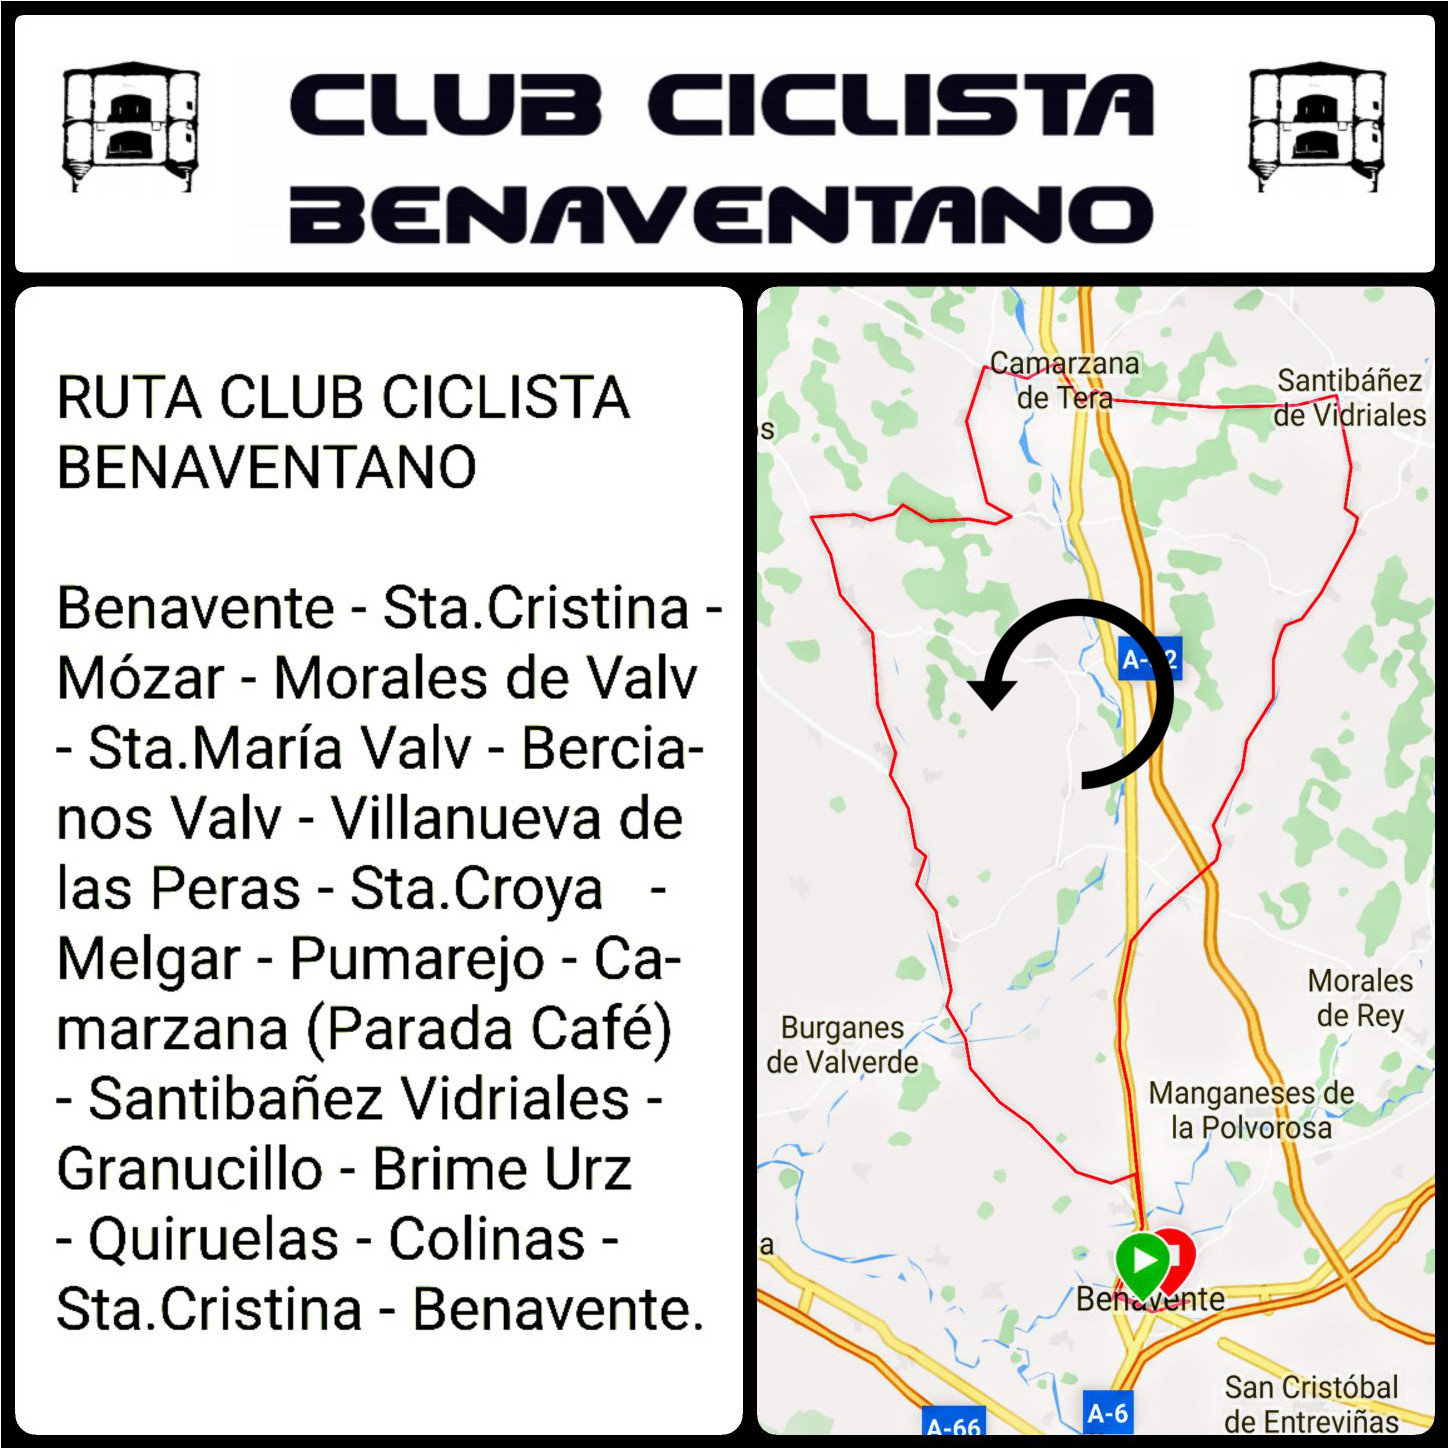 CLUB CICLISTA
BENAVENTANO
RUTA CLUB CICLISTA
BENAVENTANO
Benavente - Sta.Cristina -
Mózar - Morales de Valv
- Sta.María Valv - Bercia-
nos Valv - Villanueva de
las Peras - Sta.Croya -
Melgar - Pumarejo - Ca-
marzana (Parada Café)
- Santibañez Vidriales -
Granucillo - Brime Urz
- Quiruelas - Colinas -
Sta.Cristina - Benavente.
Camarzana
de Tera
Santibáñez
de Vidriales
os
Morales
de Rey
Burganes
de Valverde
Manganeses de
la Polvorosa
a
Benavente
San Cristóbal
de Entreviñas
A-6
A-66